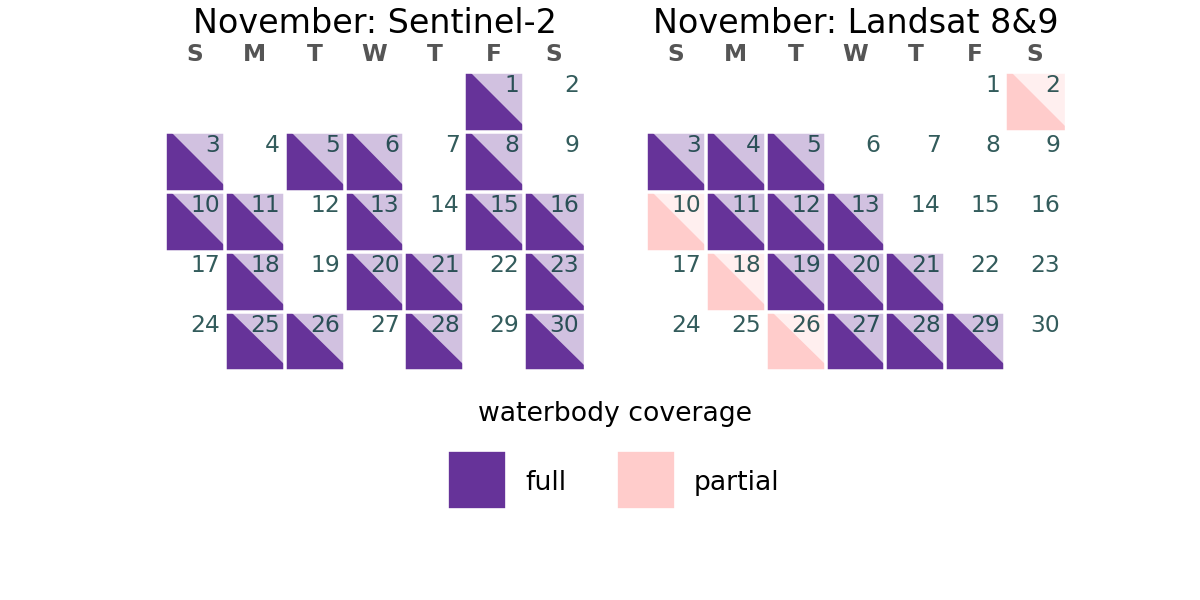 November: Sentinel-2
S M T W T F S
1 2
3 4 5 6 7 8 9
10 11 12 13 14 15 16
17 18 19 20 21 22 23
24 25 26 27 28 29 30
November: Landsat 8&9
S M T W T F S
1 2
3 4 5 6 7 8 9
10 11 12 13 14 15 16
17 18 19 20 21 22 23
24 25 26 27 28 29 30
waterbody coverage
full
partial